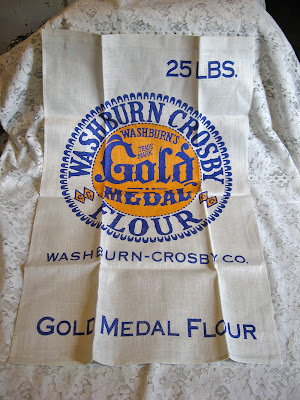 25 LBS.
WASHBURN CROSBY
WASHBURN'S
TRADE MARK
Gold
MEDAL
FLOUR
WASHBURN-CROSBY CO.
GOLD MEDAL FLOUR